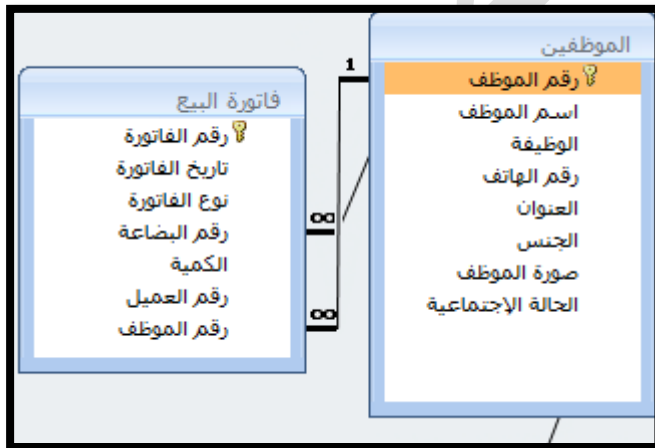 الموظفين
رقم الموظف
اسم الموظف
الوظيفة
رقم الهاتف
العنوان
الجنس
صورة الموظف
الحالة الإجتماعية
1
فاتورة البيع
رقم الفاتورة
تاريخ الفاتورة
نوع الفاتورة
رقم البضاعة
الكمية
رقم العميل
رقم الموظف
∞
∞